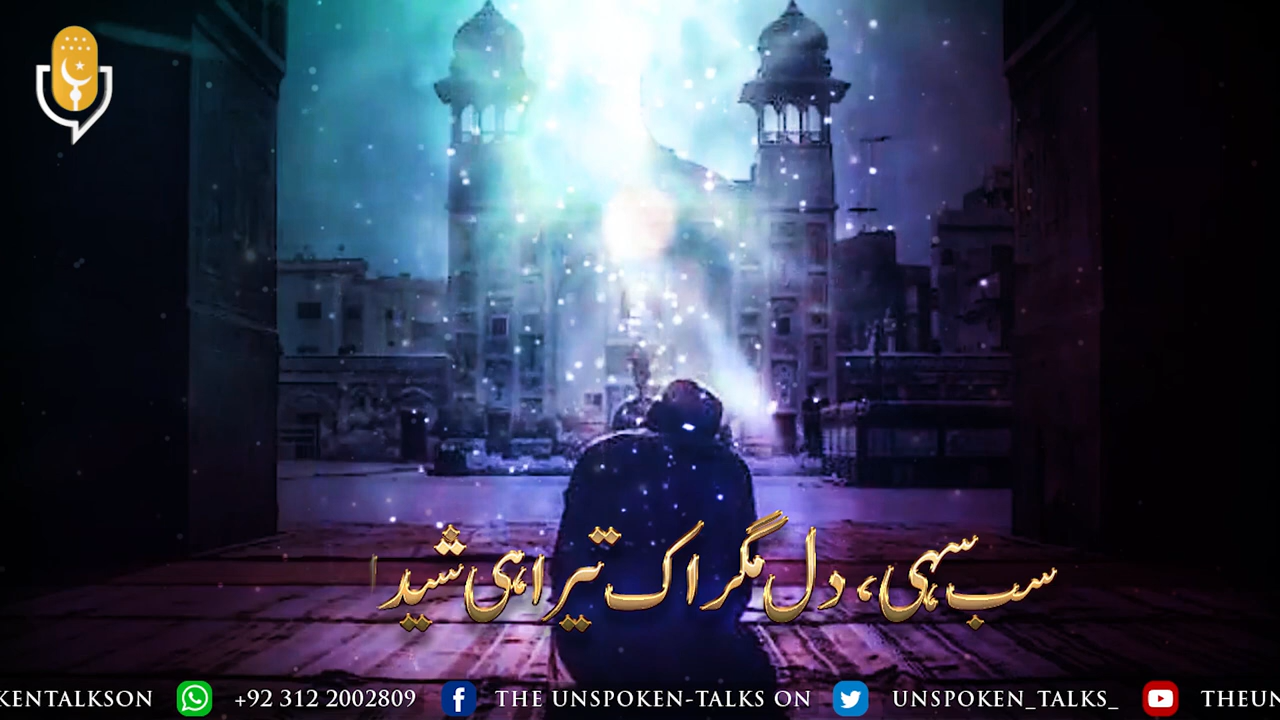 سب سہی، دل مگر اک تیرا ہی شیدا
KENTALKSON +92 312 2002809 THE UNSPOKEN-TALKS ON UNSPOKEN_TALKS_ THEUN